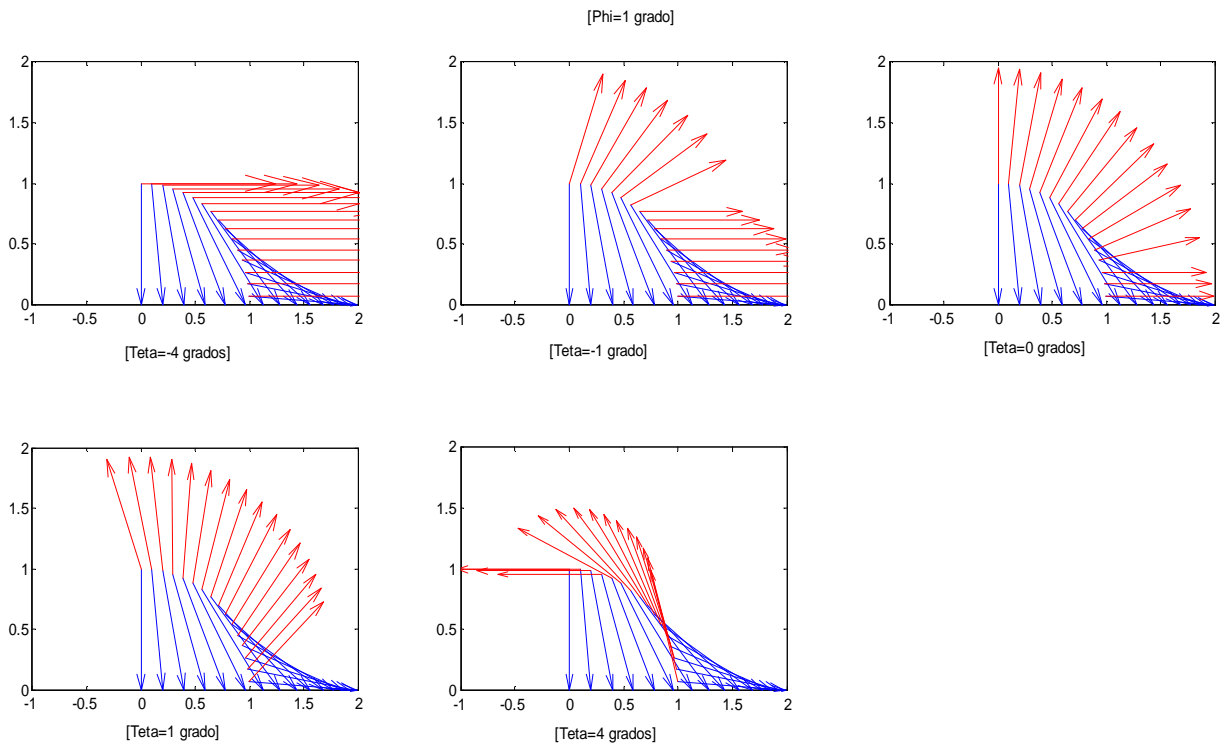 [Phi=1 grado]
2 2 2
1.5 1.5 1.5
1 1 1
0.5 0.5 0.5
0 0 0
-1 -0.5 0 0.5 1 1.5 2 -1 -0.5 0 0.5 1 1.5 2 -1 -0.5 0 0.5 1 1.5 2
[Teta=-4 grados] [Teta=-1 grado] [Teta=0 grados]
2 2
1.5 1.5
1 1
0.5 0.5
0 0
-1 -0.5 0 0.5 1 1.5 2 -1 -0.5 0 0.5 1 1.5 2
[Teta=1 grado] [Teta=4 grados]